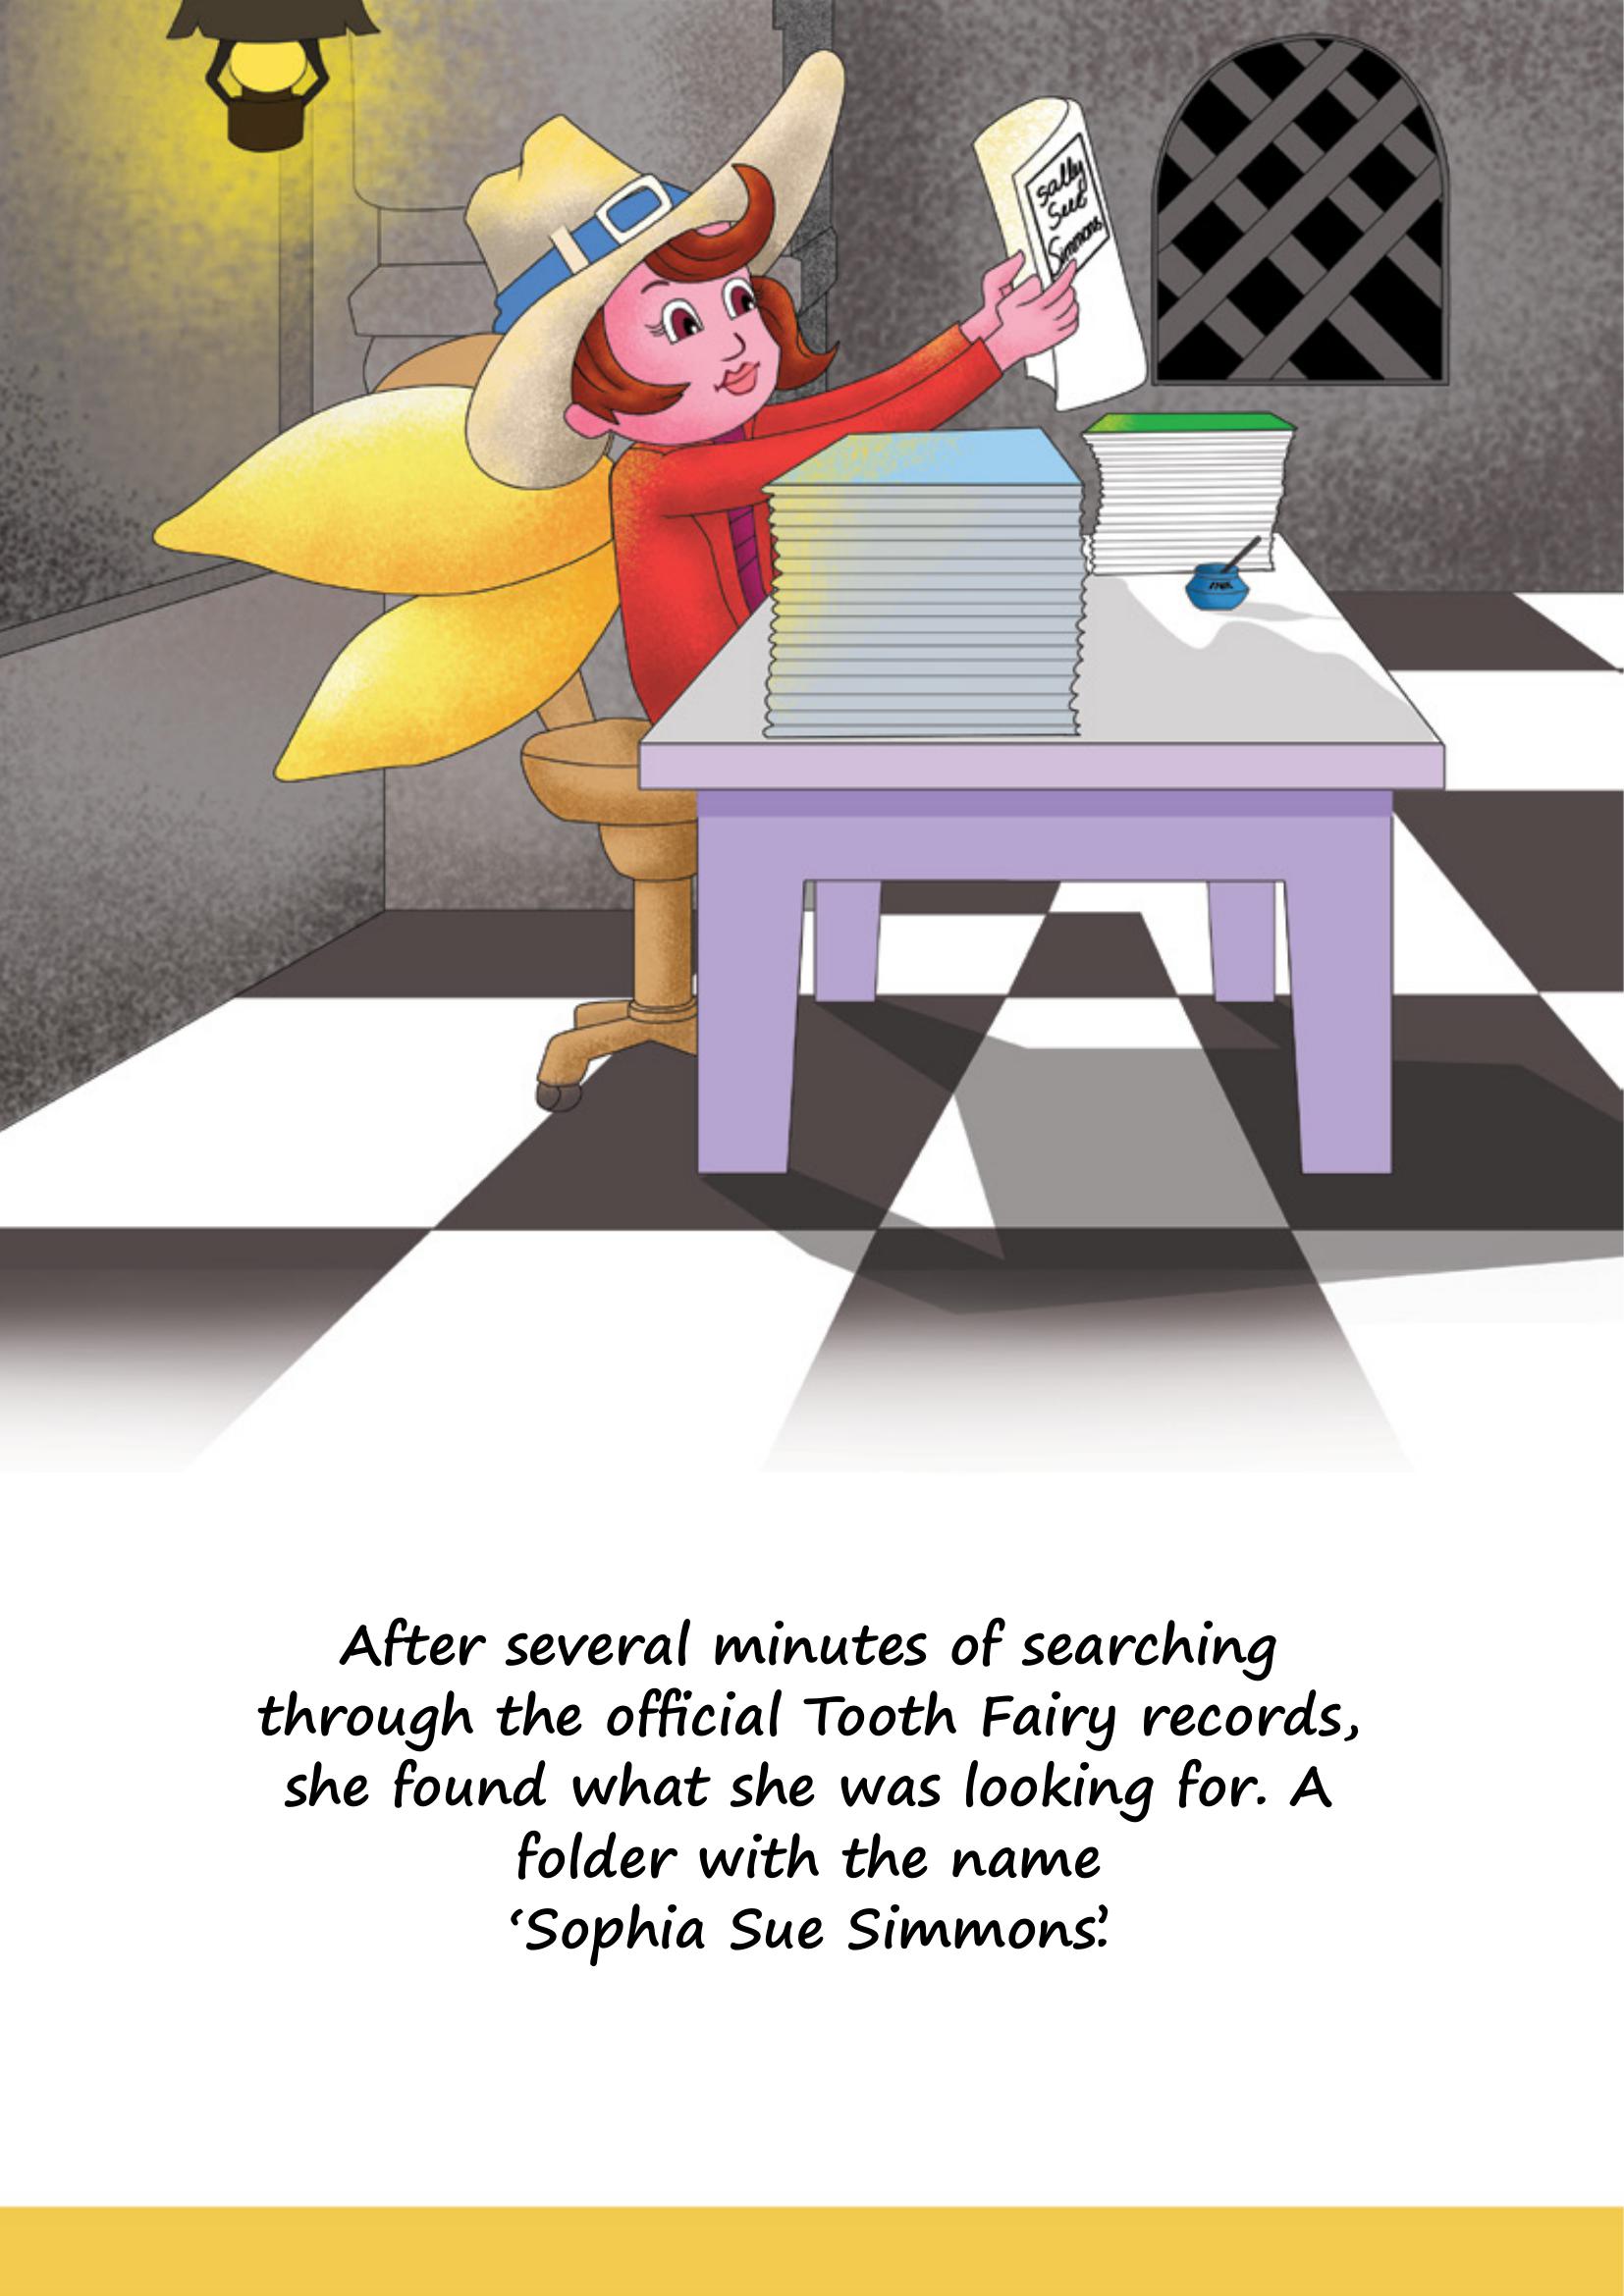 Sally
Sue
Simmons
INK
After several minutes of searching
through the official Tooth Fairy records,
she found what she was looking for. A
folder with the name
‘Sophia Sue Simmons’.